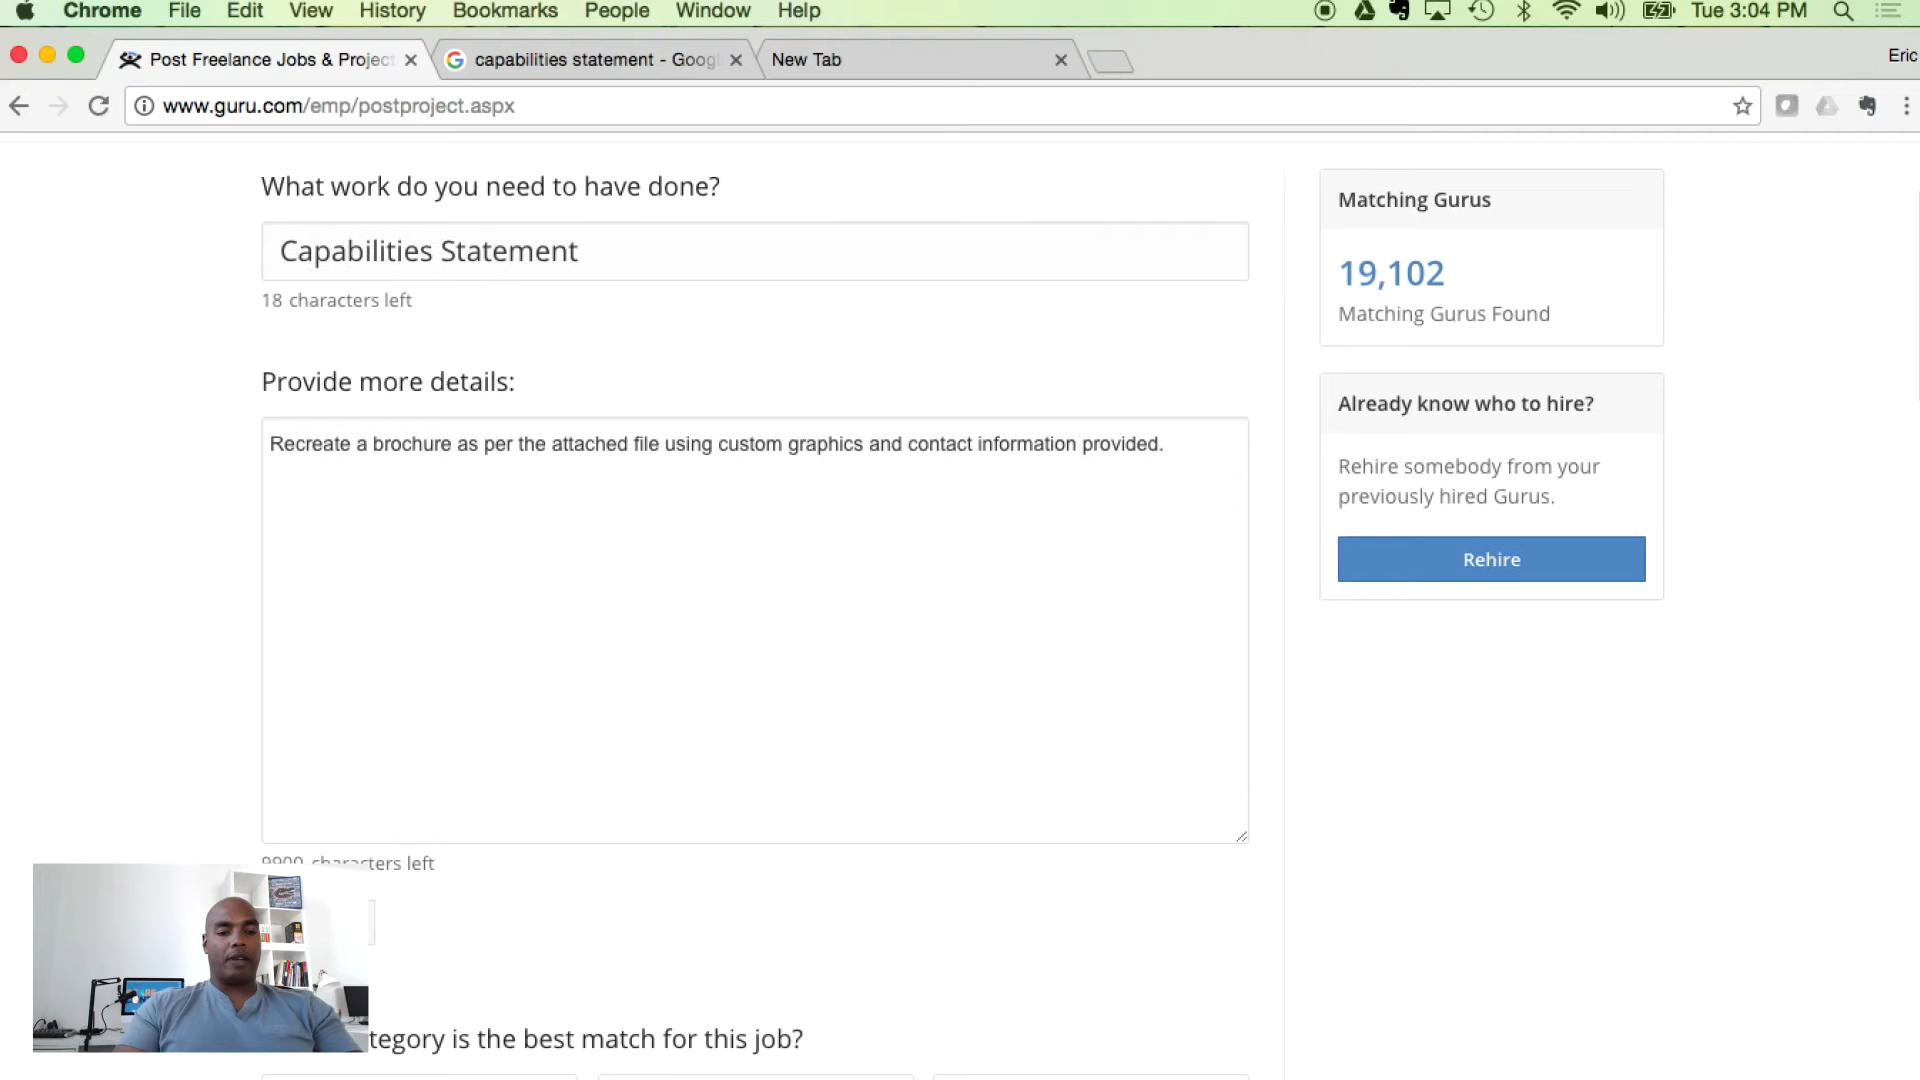 Chrome File Edit View History Bookmarks People Window Help Tue 3:04 PM
Post Freelance Jobs & Project capabilities statement - Goog New Tab Eric
www.guru.com/emp/postproject.aspx
What work do you need to have done?
Capabilities Statement
18 characters left
Provide more details:
Recreate a brochure as per the attached file using custom graphics and contact information provided.
9900 characters left
tegory is the best match for this job?
Matching Gurus
19,102
Matching Gurus Found
Already know who to hire?
Rehire somebody from your
previously hired Gurus.
Rehire